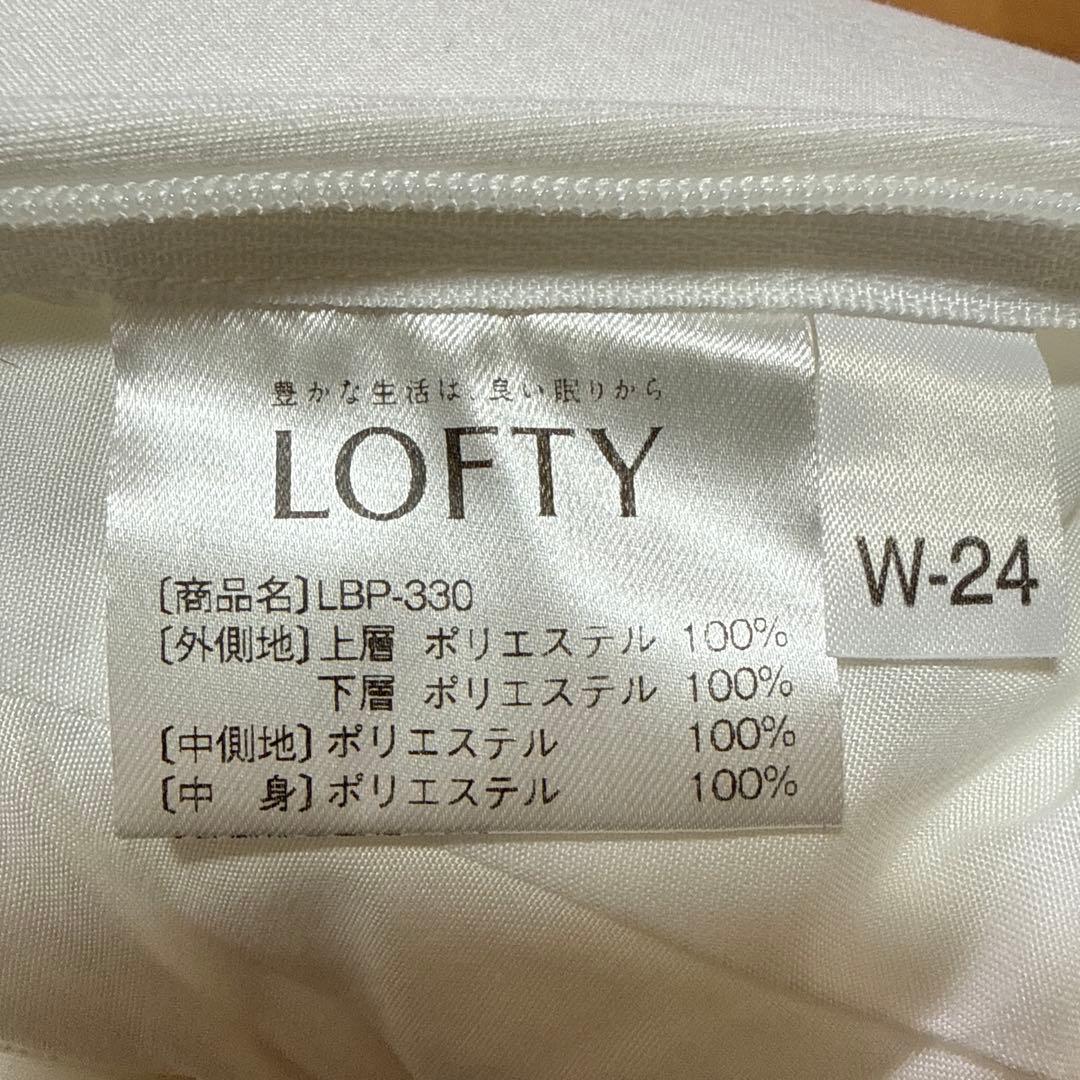 豊かな生活は、良い眠りから
LOFTY
〔商品名〕LBP-330
〔外側地〕上層 ポリエステル 100%
下層 ポリエステル 100%
〔中側地〕ポリエステル 100%
〔中　身〕ポリエステル 100%
W-24